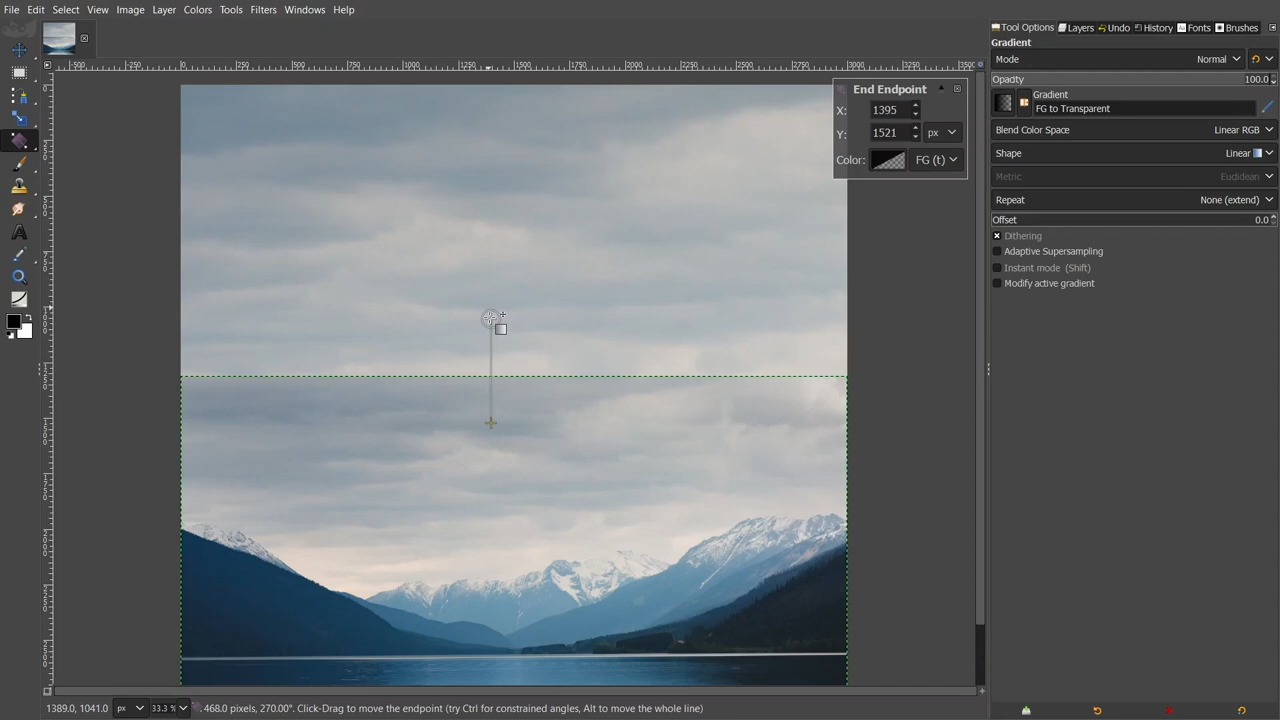 File Edit Select View Image Layer Colors Tools Filters Windows Help
Tool Options Layers Undo History Fonts Brushes
Gradient
Mode Normal
Opacity 100.0
Gradient
FG to Transparent
Blend Color Space Linear RGB
Shape Linear
Metric Euclidean
Repeat None (extend)
Offset 0.0
Dithering
Adaptive Supersampling
Instant mode (Shift)
Modify active gradient
End Endpoint
X: 1395
Y: 1521 px
Color: FG (t)
1389.0, 1041.0 px 33.3 % 468.0 pixels, 270.00°. Click-Drag to move the endpoint (try Ctrl for constrained angles, Alt to move the whole line)